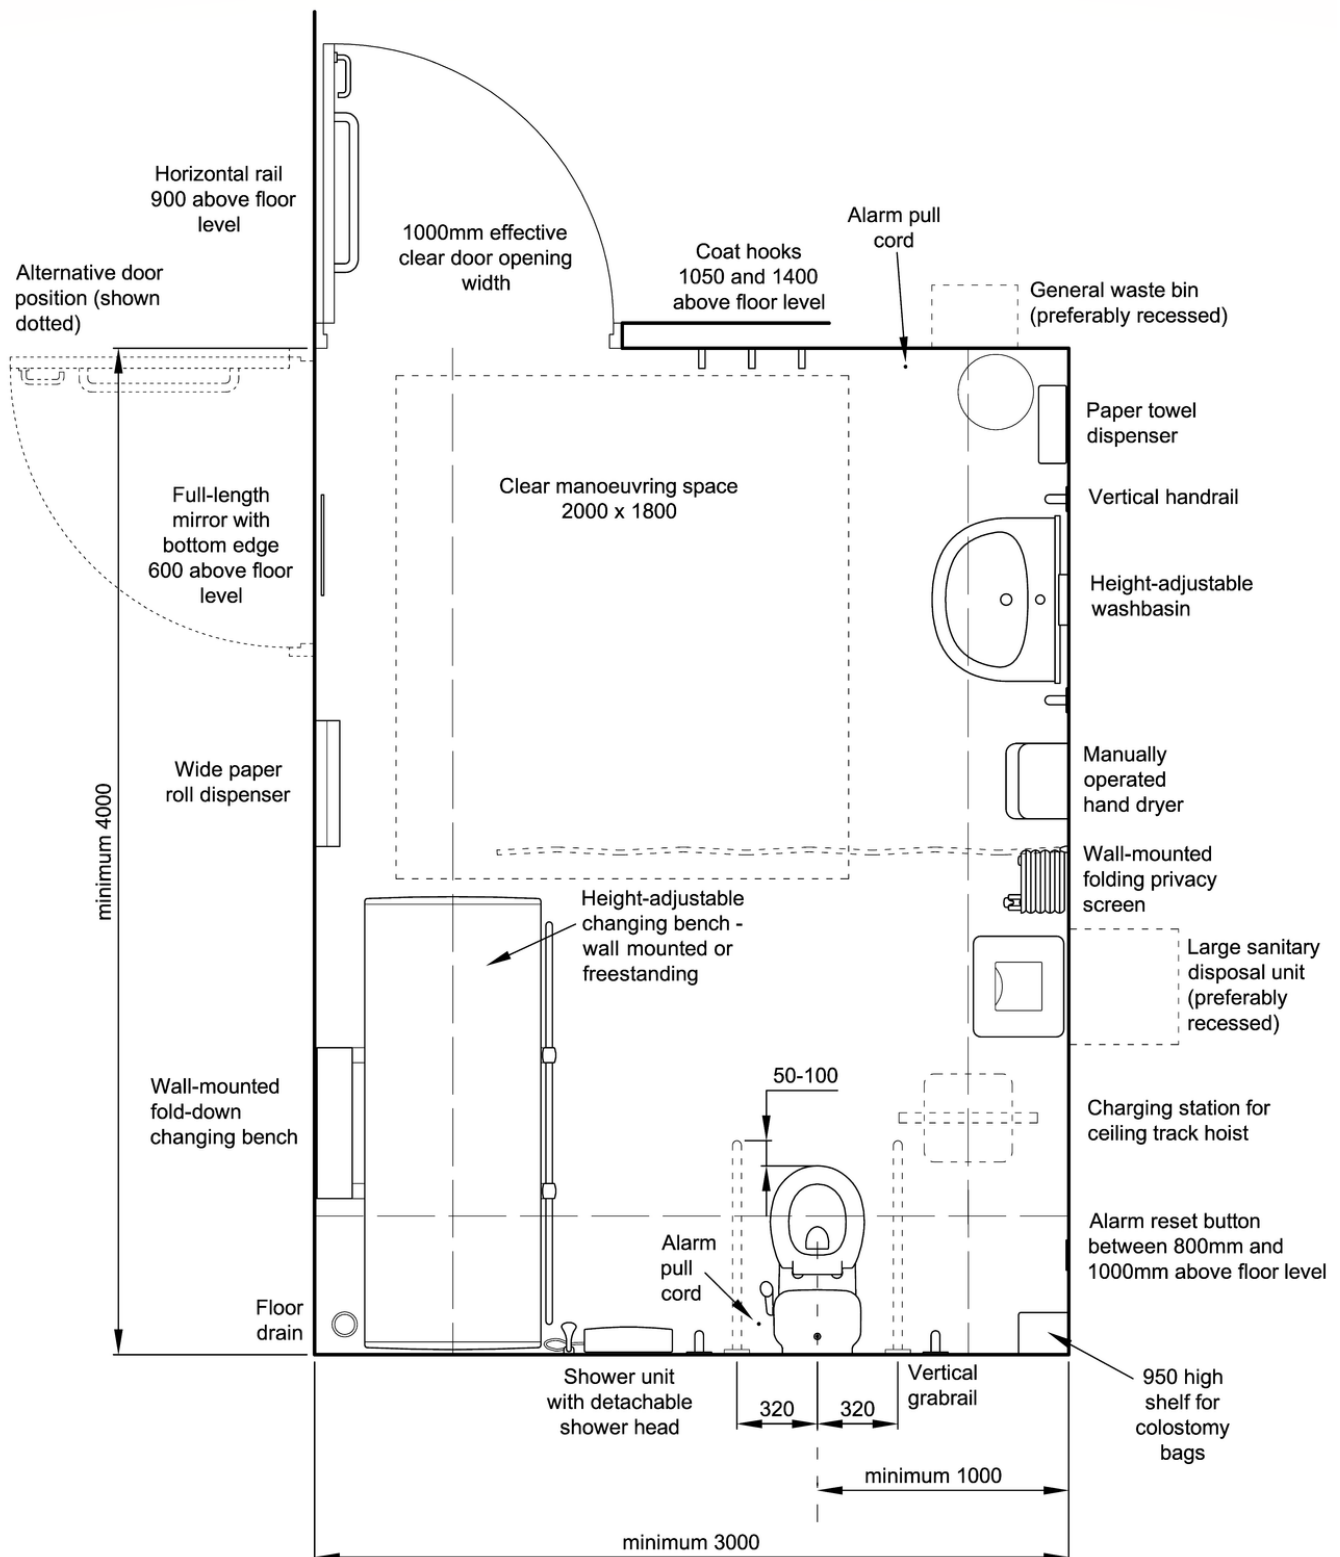 Horizontal rail
900 above floor
level
1000mm effective
clear door opening
width
Coat hooks
1050 and 1400
above floor level
Alarm pull
cord
General waste bin
(preferably recessed)
Alternative door
position (shown
dotted)
Paper towel
dispenser
Full-length
mirror with
bottom edge
600 above floor
level
Clear manoeuvring space
2000 x 1800
Vertical handrail
Height-adjustable
washbasin
Wide paper
roll dispenser
Manually
operated
hand dryer
minimum 4000
Wall-mounted
folding privacy
screen
Height-adjustable
changing bench -
wall mounted or
freestanding
Large sanitary
disposal unit
(preferably
recessed)
Wall-mounted
fold-down
changing bench
50-100
Charging station for
ceiling track hoist
Alarm
pull
cord
Alarm reset button
between 800mm and
1000mm above floor level
Floor
drain
Shower unit
with detachable
shower head
320
320
Vertical
grabrail
950 high
shelf for
colostomy
bags
minimum 1000
minimum 3000